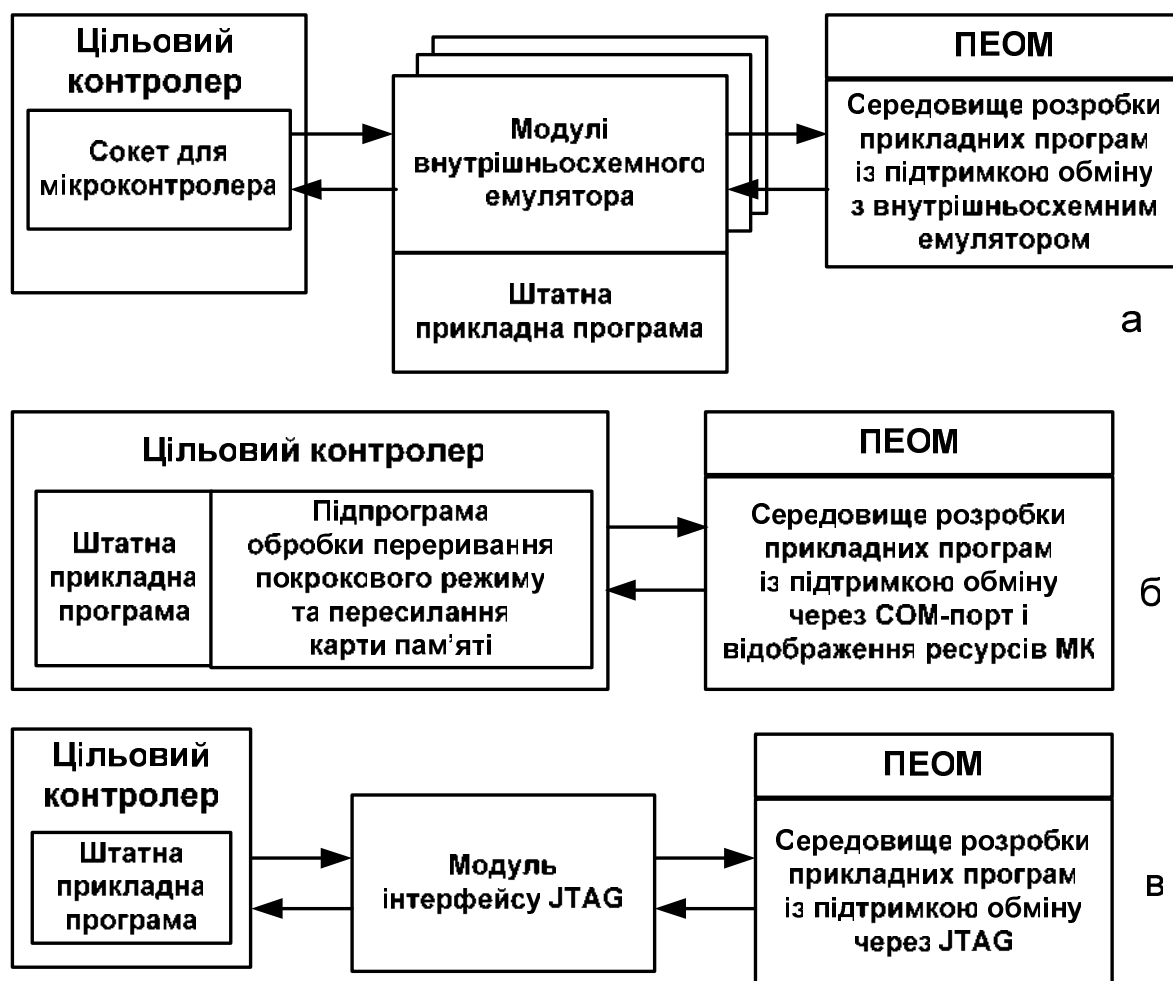 Цільовий
контролер
Сокет для
мікроконтролера
Модулі
внутрішньосхемного
емулятора
Штатна
прикладна програма
ПЕОМ
Середовище розробки
прикладних програм
із підтримкою обміну
з внутрішньосхемним
емулятором
а
Цільовий контролер
Штатна
прикладна
програма
Підпрограма
обробки переривання
покрокового режиму
та пересилання
карти пам’яті
ПЕОМ
Середовище розробки
прикладних програм
із підтримкою обміну
через COM-порт і
відображення ресурсів МК
б
Цільовий
контролер
Штатна
прикладна
програма
Модуль
інтерфейсу JTAG
ПЕОМ
Середовище розробки
прикладних програм
із підтримкою обміну
через JTAG
в